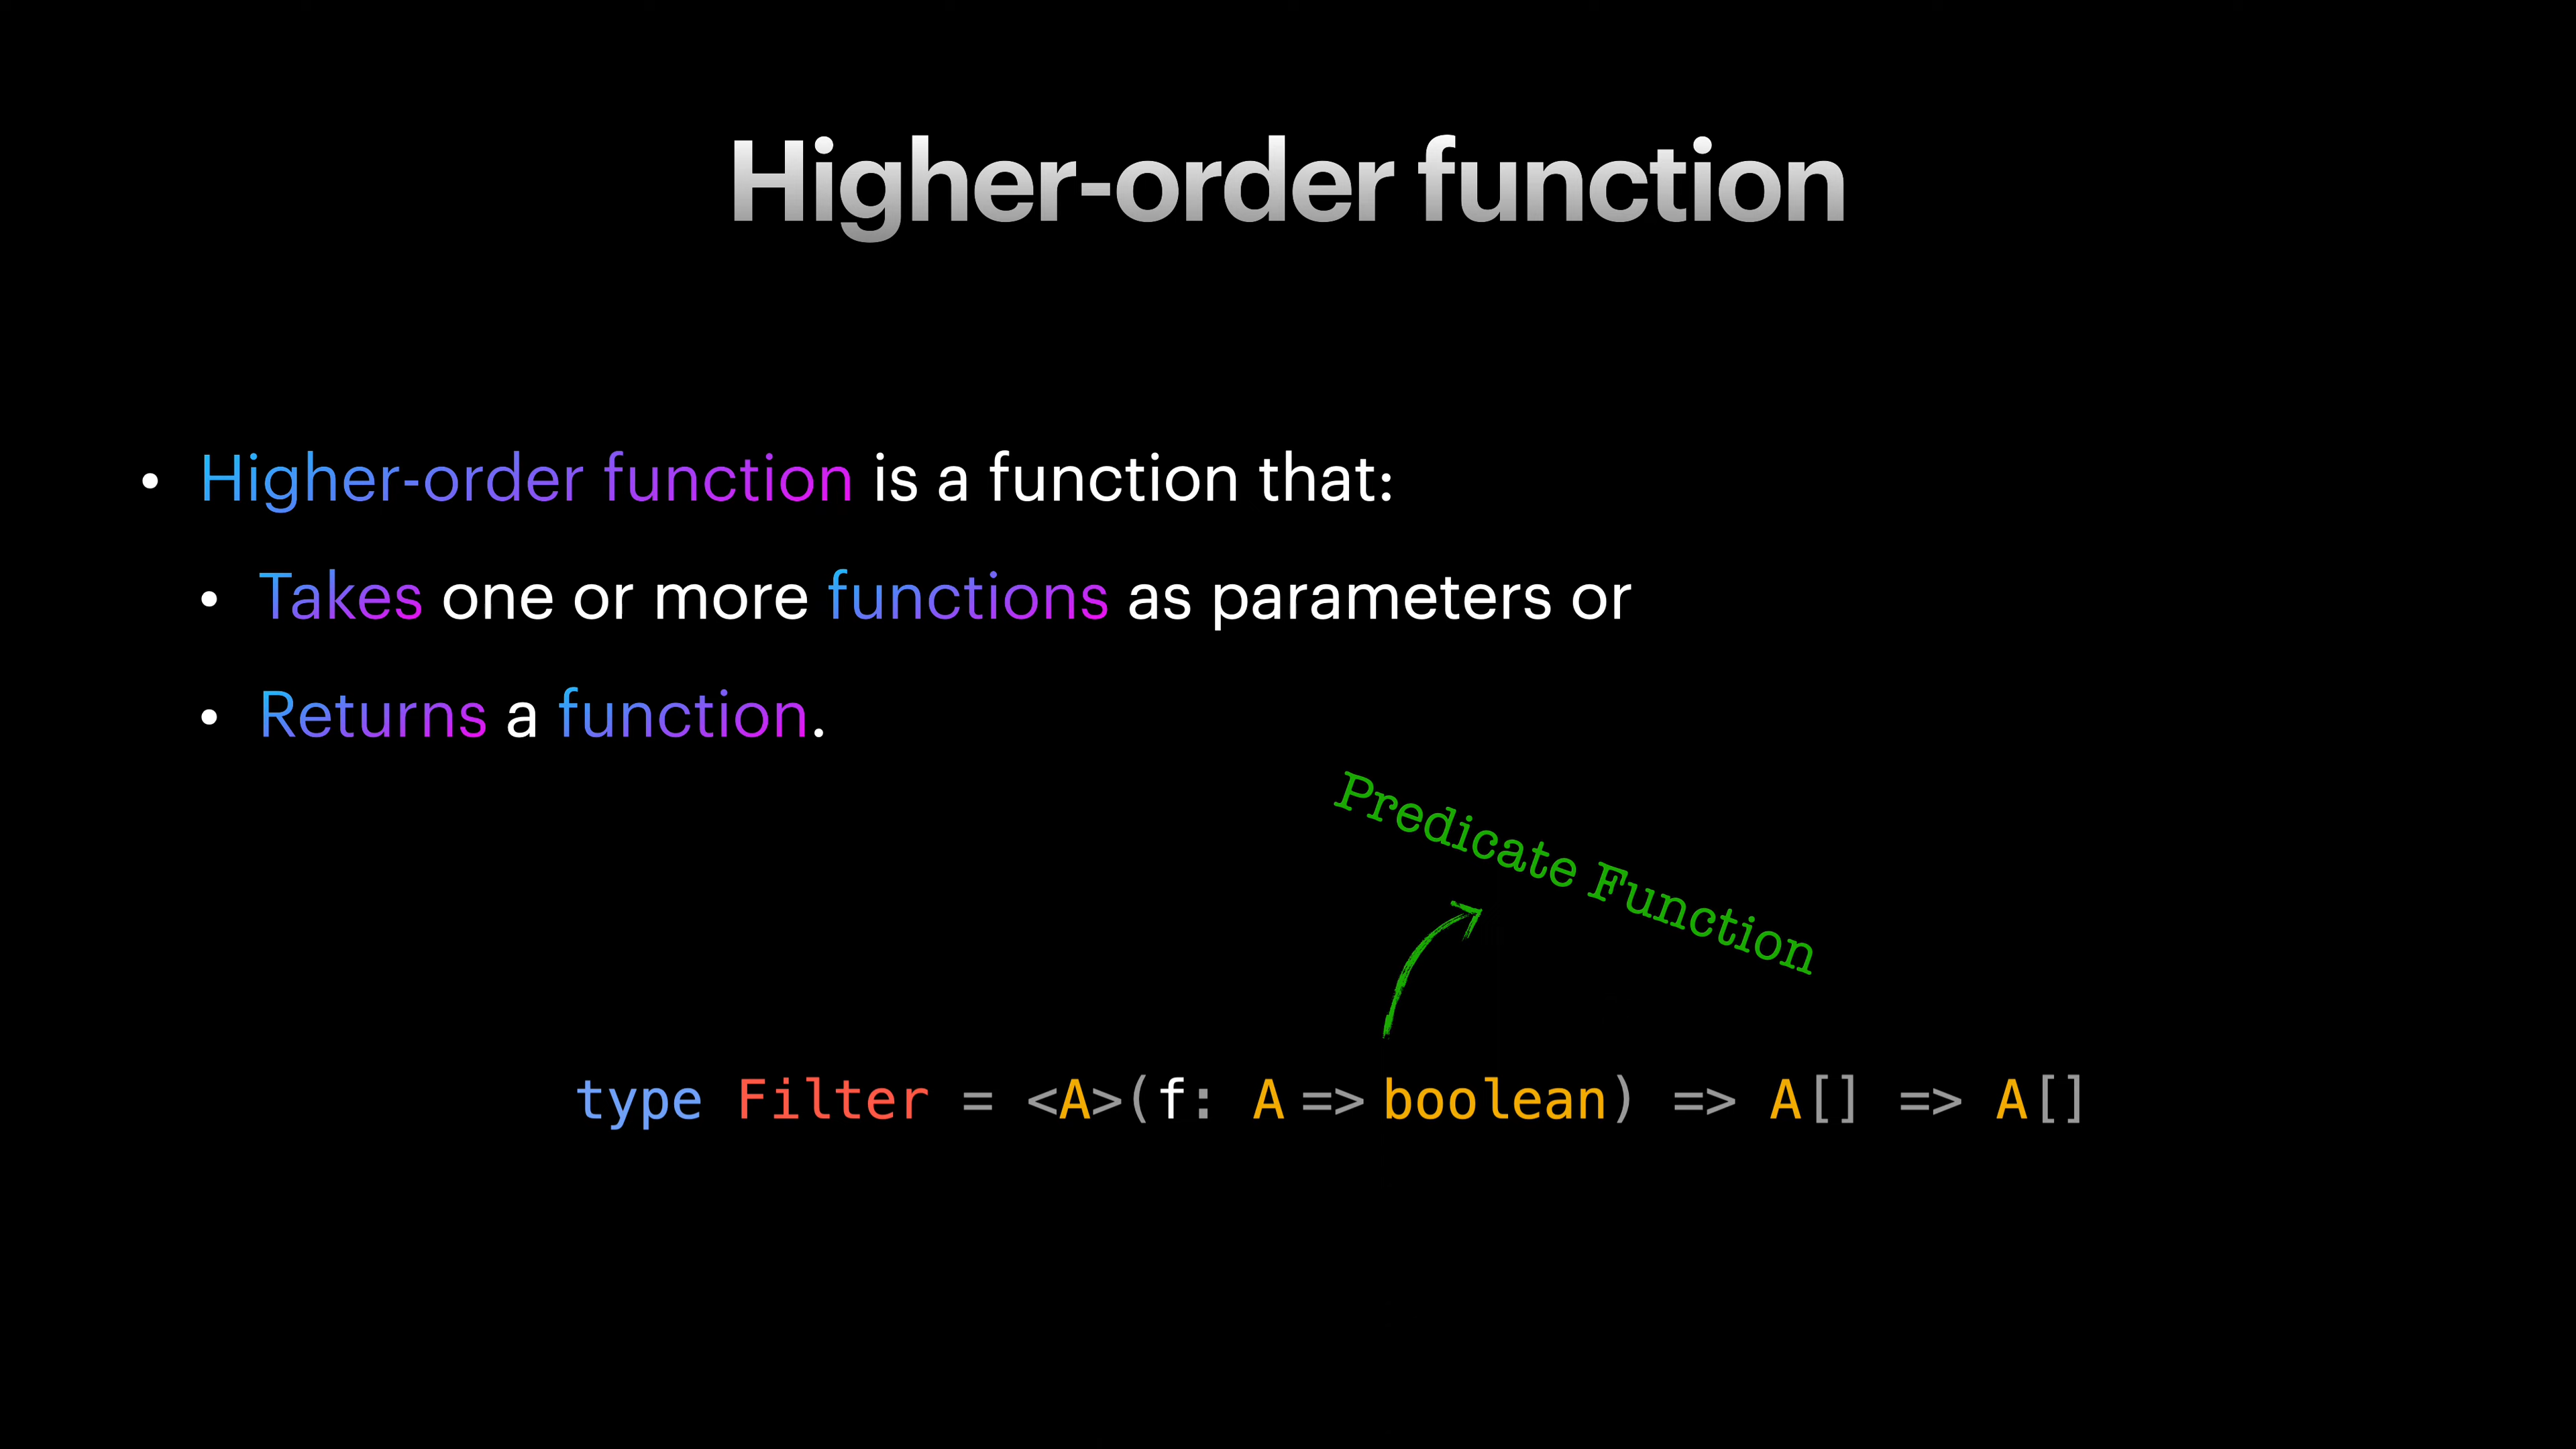 Higher-order function
• Higher-order function is a function that:
• Takes one or more functions as parameters or
• Returns a function.
Predicate Function
type Filter = <A>(f: A => boolean) => A[] => A[]